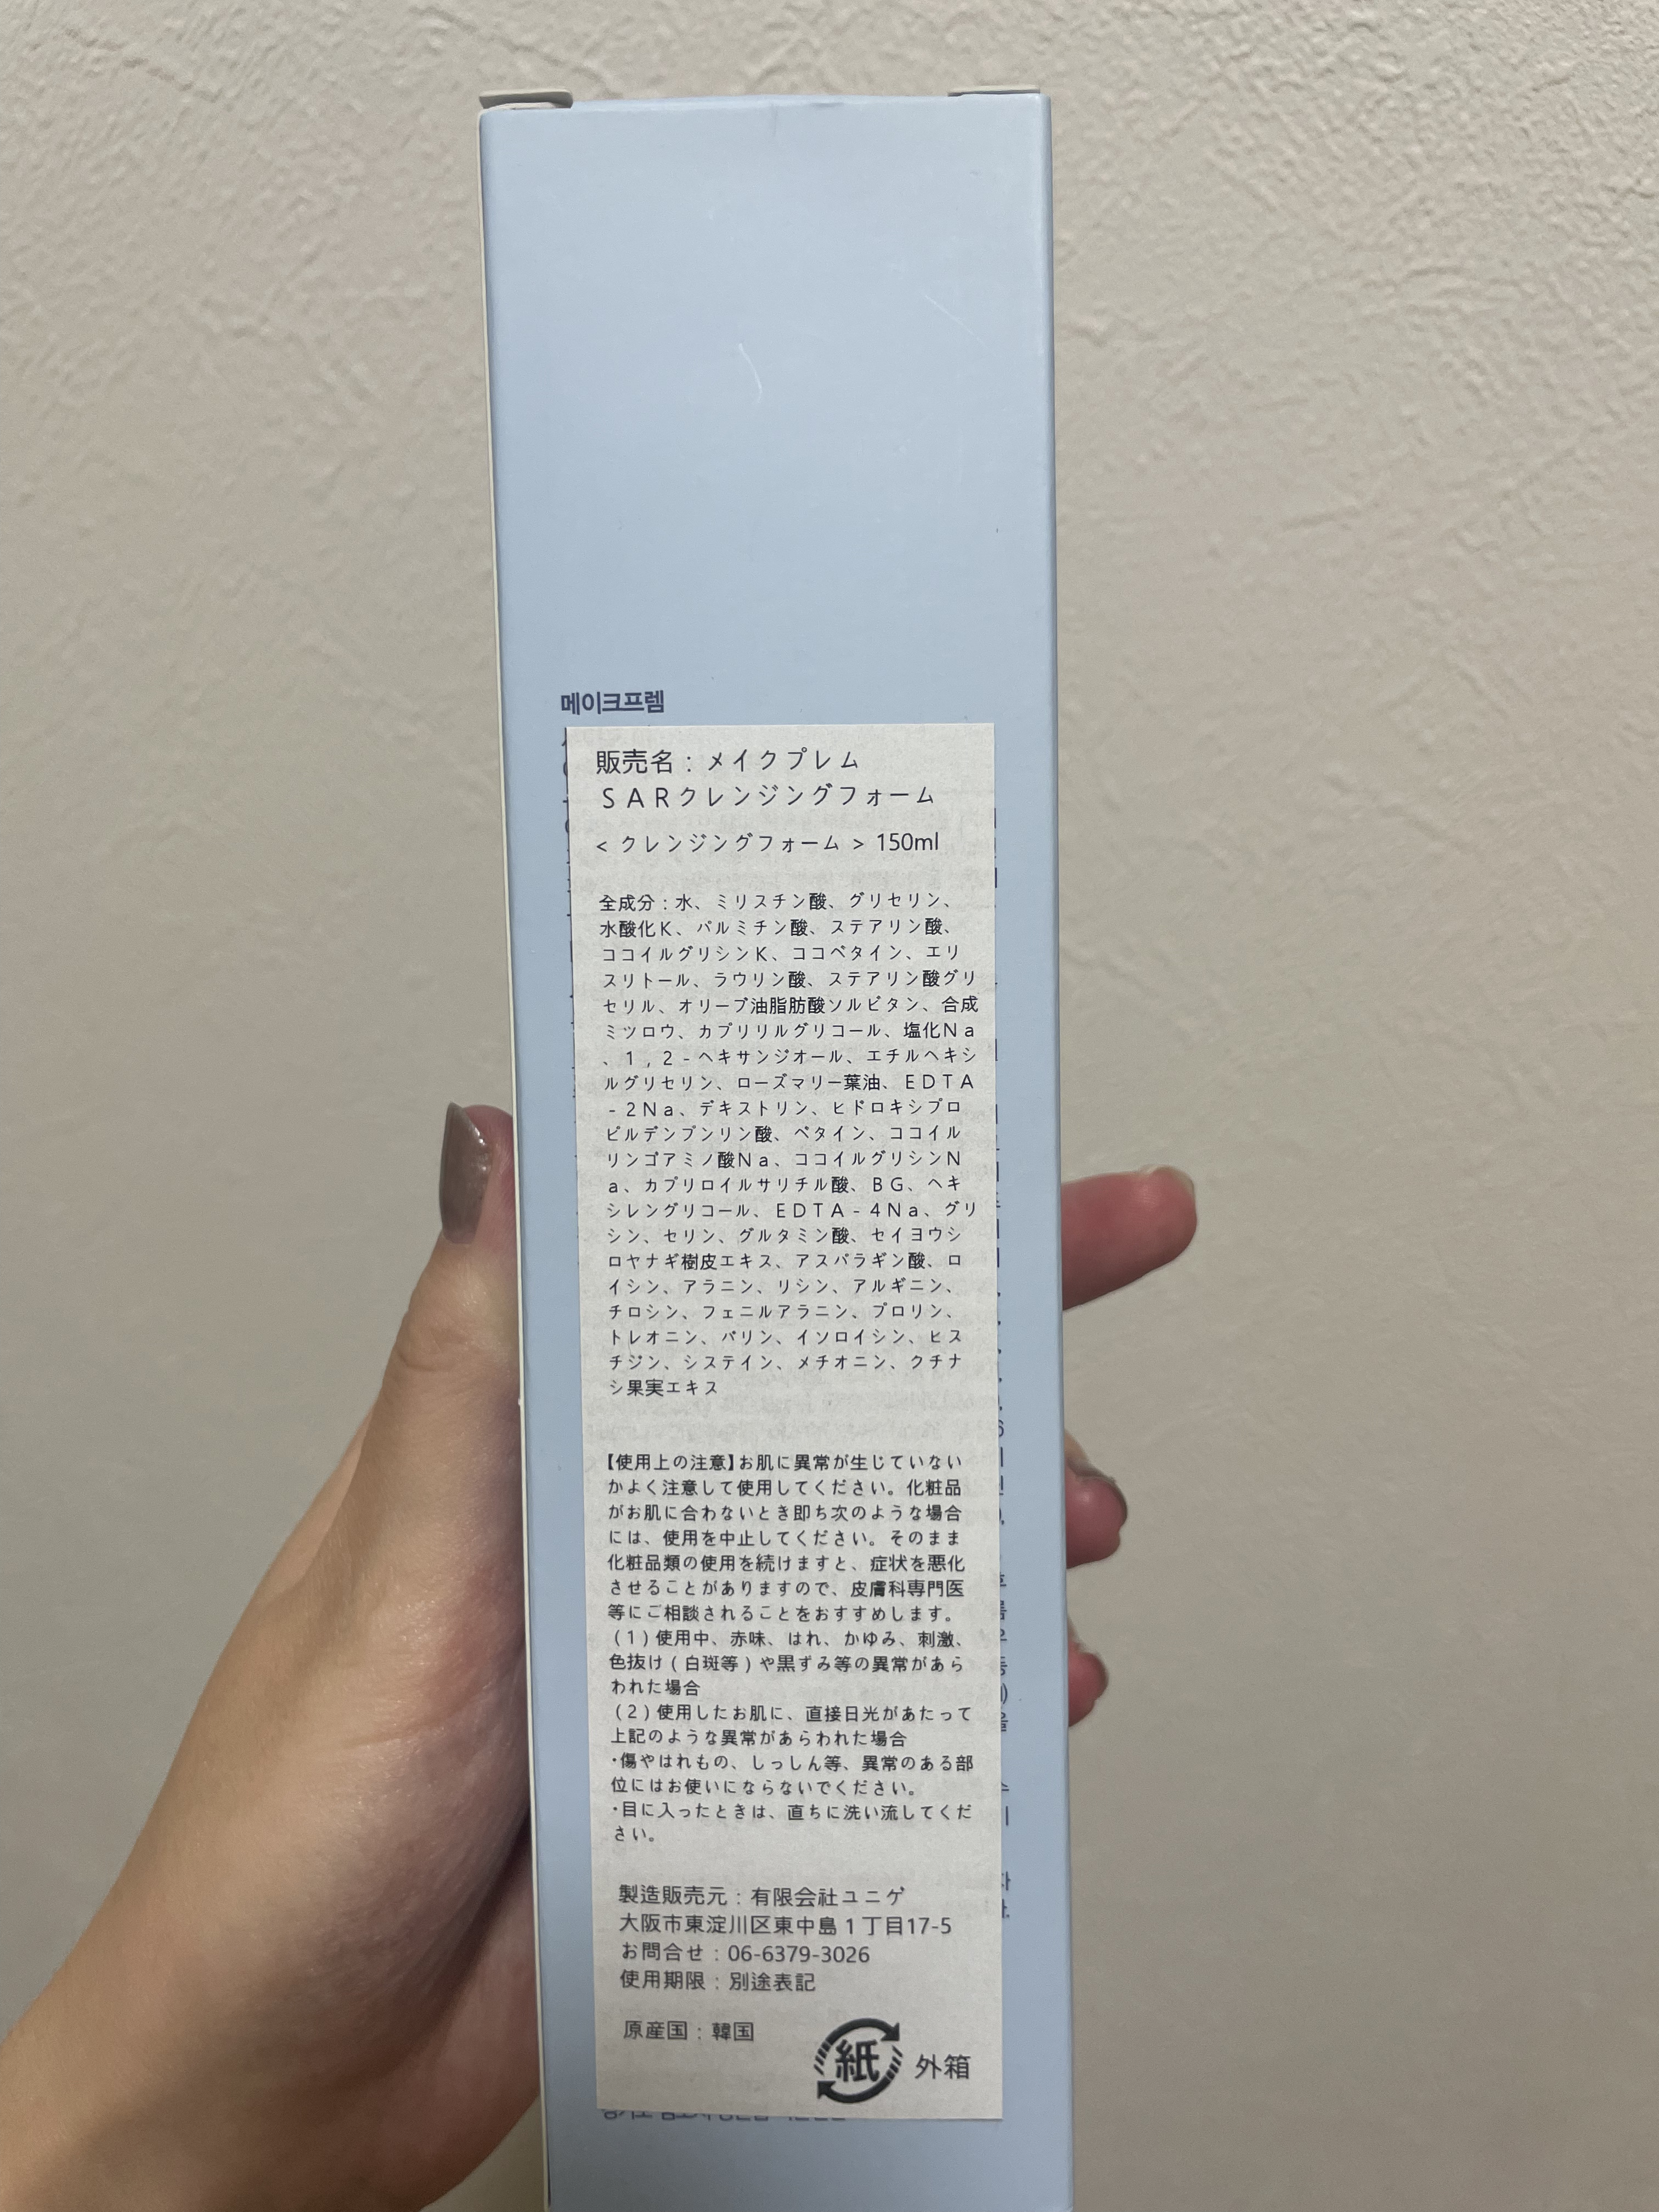 메이크프렘
販売名：メイクプレム
ＳＡＲクレンジングフォーム
< クレンジングフォーム > 150ml
全成分：水、ミリスチン酸、グリセリン、
水酸化Ｋ、パルミチン酸、ステアリン酸、
ココイルグリシンＫ、ココベタイン、エリ
スリトール、ラウリン酸、ステアリン酸グリ
セリル、オリーブ油脂肪酸ソルビタン、合成
ミツロウ、カプリリルグリコール、塩化Ｎａ
、１，２－ヘキサンジオール、エチルヘキシ
ルグリセリン、ローズマリー葉油、ＥＤＴＡ
－２Ｎａ、デキストリン、ヒドロキシプロ
ピルデンプンリン酸、ベタイン、ココイル
リンゴアミノ酸Ｎａ、ココイルグリシンＮ
ａ、カプリロイルサリチル酸、ＢＧ、ヘキ
シレングリコール、ＥＤＴＡ－４Ｎａ、グリ
シン、セリン、グルタミン酸、セイヨウシ
ロヤナギ樹皮エキス、アスパラギン酸、ロ
イシン、アラニン、リシン、アルギニン、
チロシン、フェニルアラニン、プロリン、
トレオニン、バリン、イソロイシン、ヒス
チジン、システイン、メチオニン、クチナ
シ果実エキス
【使用上の注意】お肌に異常が生じていない
かよく注意して使用してください。化粧品
がお肌に合わないとき即ち次のような場合
には、使用を中止してください。そのまま
化粧品類の使用を続けますと、症状を悪化
させることがありますので、皮膚科専門医
等にご相談されることをおすすめします。
（１）使用中、赤味、はれ、かゆみ、刺激、
色抜け（白斑等）や黒ずみ等の異常があら
われた場合
（２）使用したお肌に、直接日光があたって
上記のような異常があらわれた場合
・傷やはれもの、しっしん等、異常のある部
位にはお使いにならないでください。
・目に入ったときは、直ちに洗い流してくだ
さい。
製造販売元：有限会社ユニゲ
大阪市東淀川区東中島１丁目17-5
お問合せ：06-6379-3026
使用期限：別途表記
原産国：韓国
紙 外箱